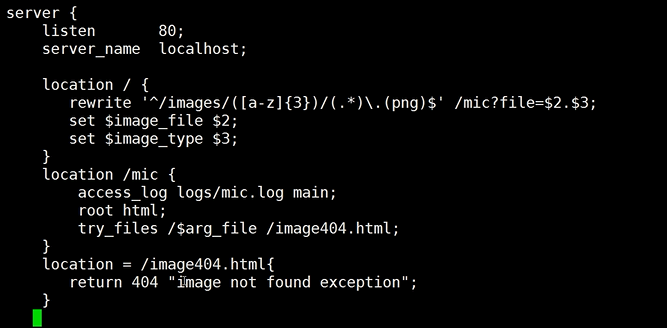 server {
    listen       80;
    server_name  localhost;

    location / {
       rewrite '^/images/([a-z]{3})/(.*)\.(png)$' /mic?file=$2.$3;
       set $image_file $2;
       set $image_type $3;
    }
    location /mic {
        access_log logs/mic.log main;
        root html;
        try_files /$arg_file /image404.html;
    }
    location = /image404.html{
       return 404 "image not found exception";
    }